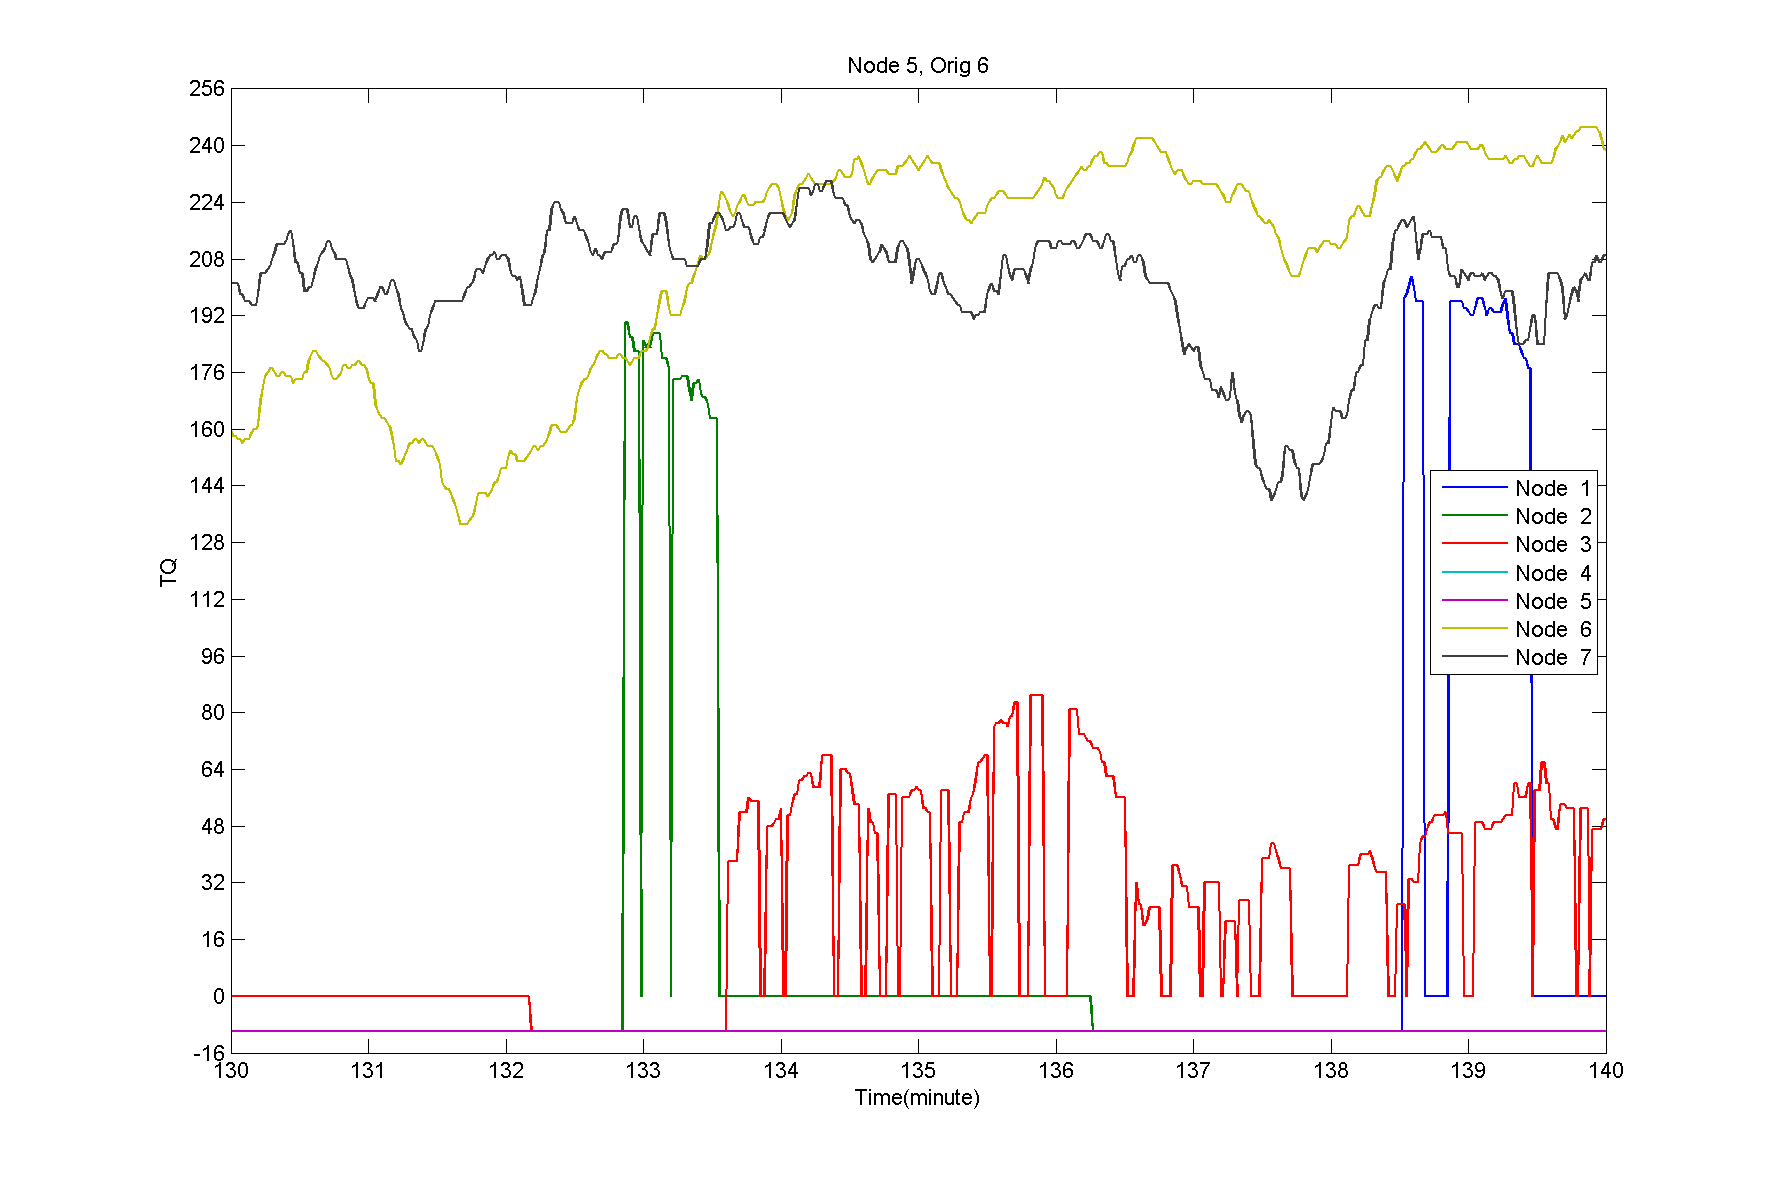 Node 5, Orig 6
256
240
224
208
192
176
160
144
128
112
96
80
64
48
32
16
0
-16
TQ
Node 1
Node 2
Node 3
Node 4
Node 5
Node 6
Node 7
130 131 132 133 134 135 136 137 138 139 140
Time(minute)